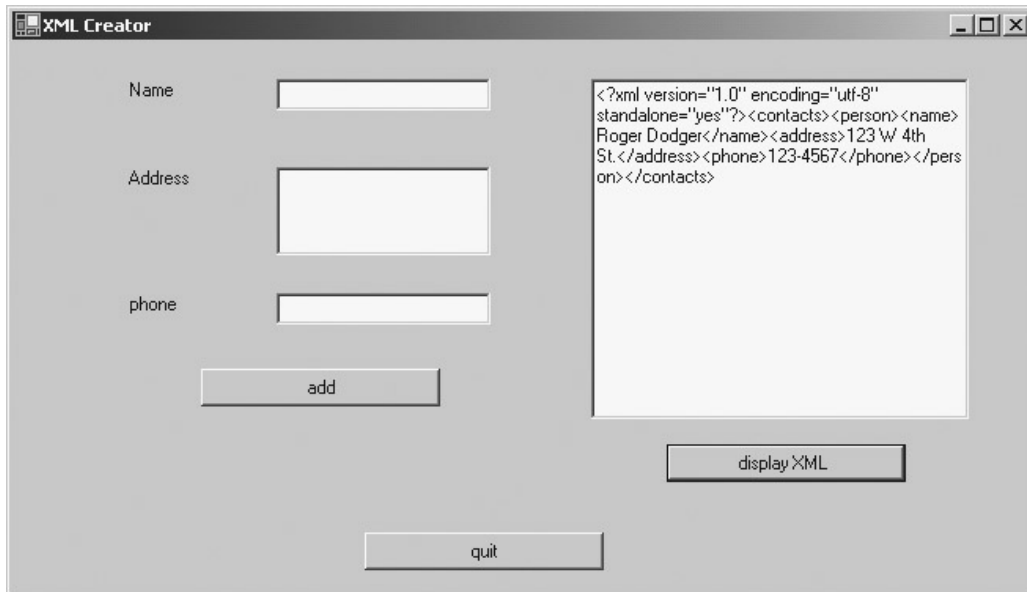 XML Creator
Name
Address
phone
add
<?xml version="1.0" encoding="utf-8"
standalone="yes"?><contacts><person><name>
Roger Dodger</name><address>123 W 4th
St.</address><phone>123-4567</phone></pers
on></contacts>
display XML
quit